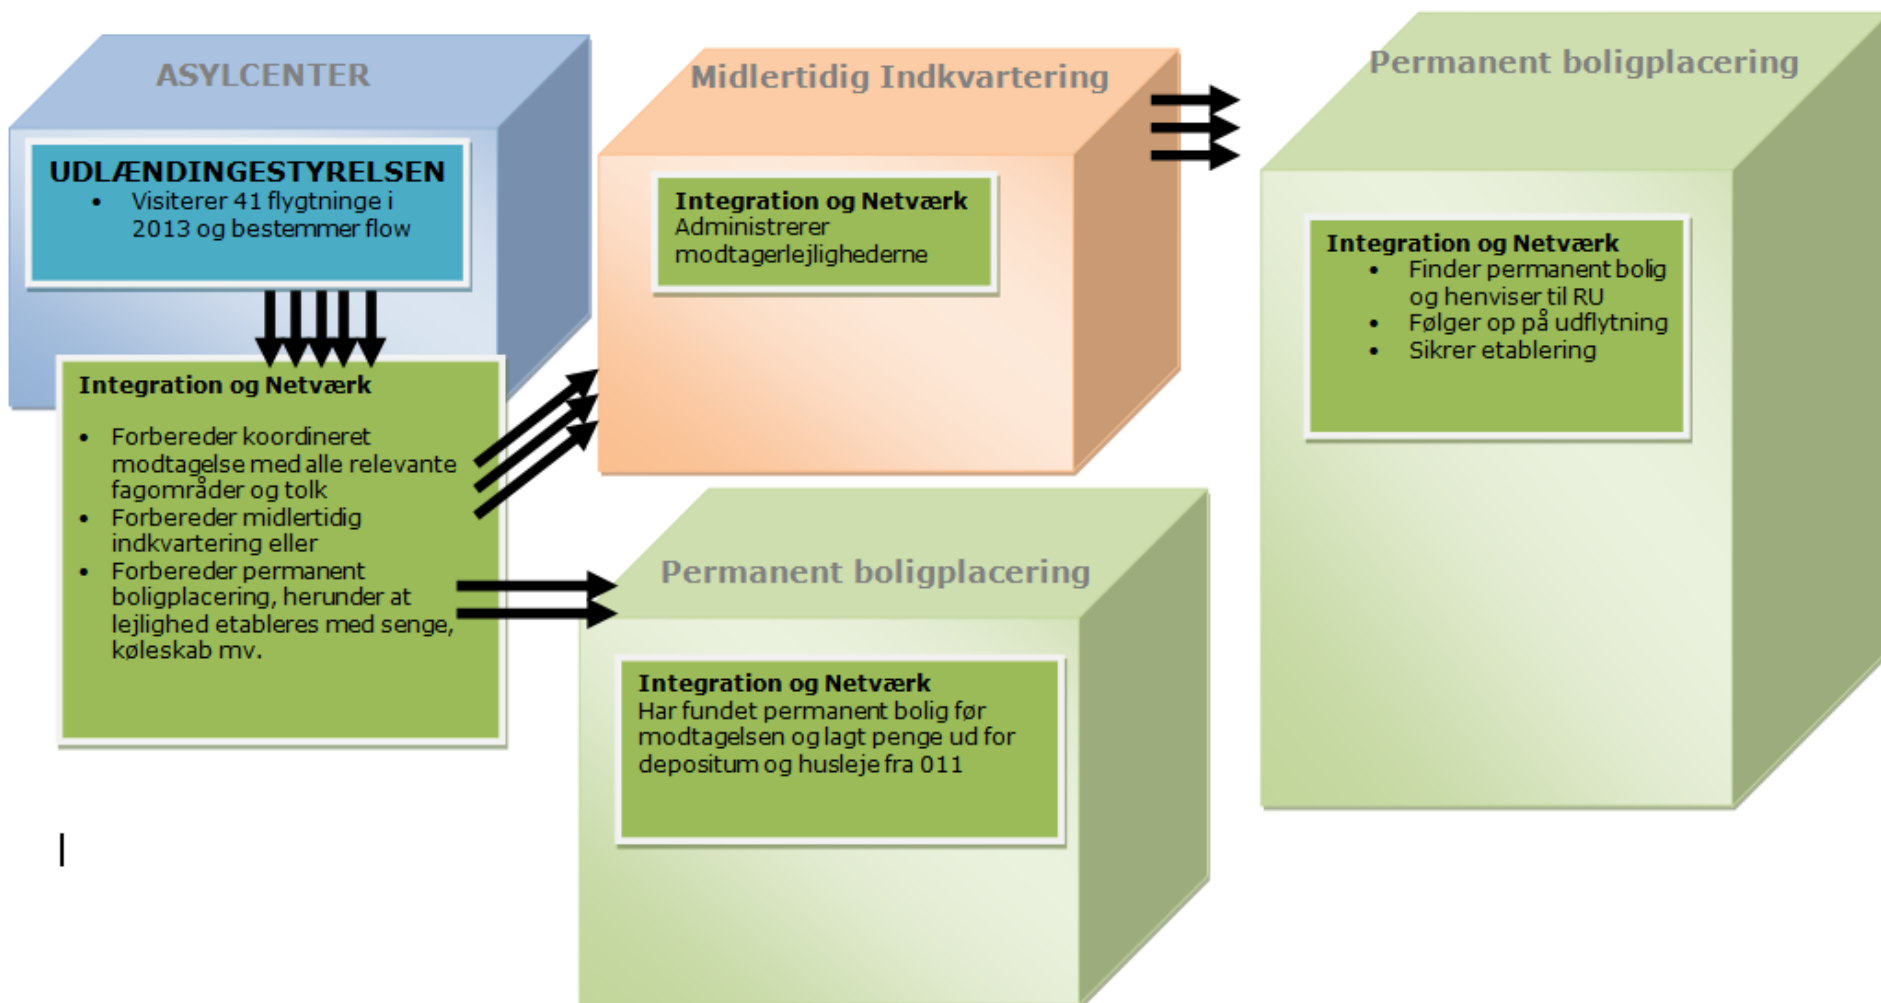 ASYLCENTER
UDLÆNDINGESTYRELSEN
• Visiterer 41 flygtninge i
2013 og bestemmer flow
Integration og Netværk
• Forbereder koordineret
modtagelse med alle relevante
fagområder og tolk
• Forbereder midlertidig
indkvartering eller
• Forbereder permanent
boligplacering, herunder at
lejlighed etableres med senge,
køleskab mv.
Midlertidig Indkvartering
Integration og Netværk
Administrerer
modtagerlejlighederne
Permanent boligplacering
Integration og Netværk
Har fundet permanent bolig før
modtagelsen og lagt penge ud for
depositum og husleje fra 011
Permanent boligplacering
Integration og Netværk
• Finder permanent bolig
og henviser til RU
• Følger op på udflytning
• Sikrer etablering